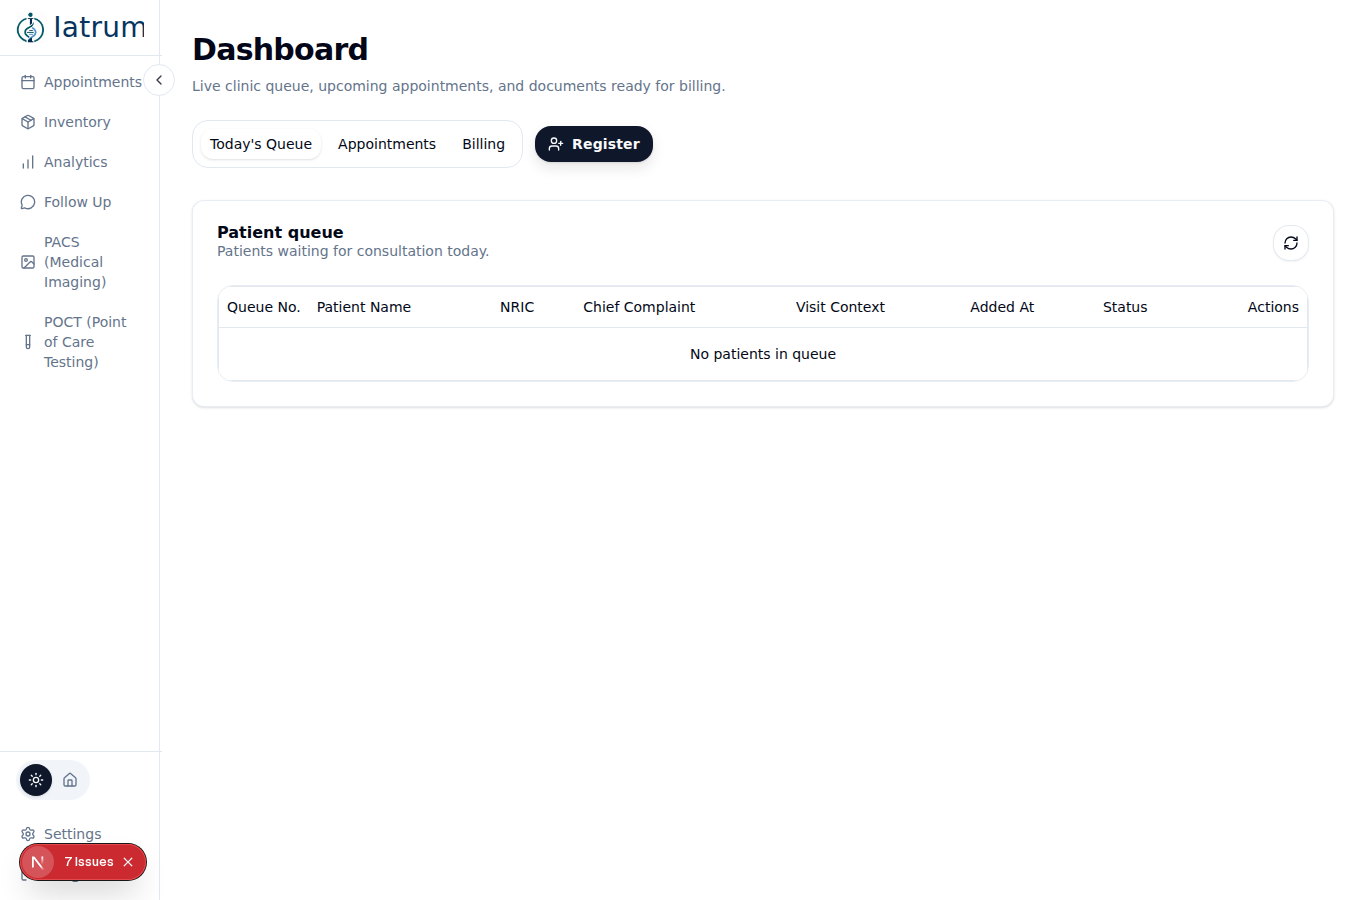 Iatrum
Appointments
Inventory
Analytics
Follow Up
PACS
(Medical
Imaging)
POCT (Point
of Care
Testing)
Settings
7 Issues
Dashboard
Live clinic queue, upcoming appointments, and documents ready for billing.
Today's Queue Appointments Billing Register
Patient queue
Patients waiting for consultation today.
Queue No. Patient Name NRIC Chief Complaint Visit Context Added At Status Actions
No patients in queue